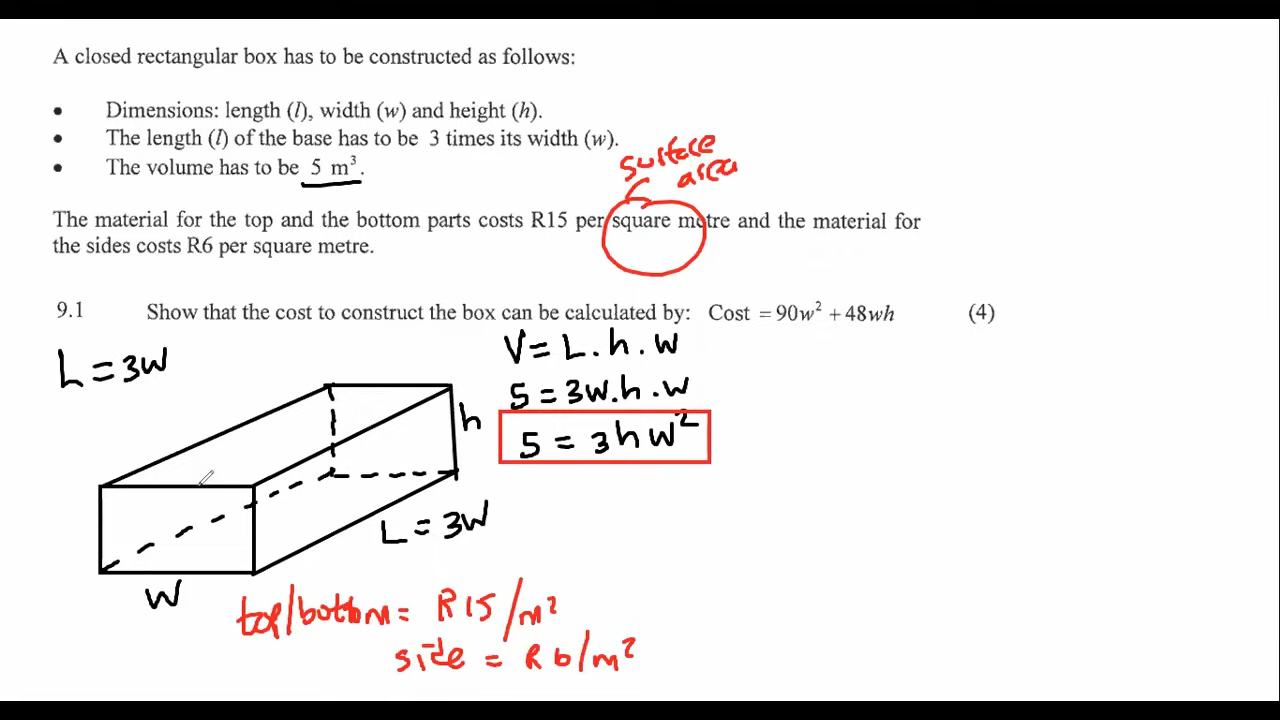 A closed rectangular box has to be constructed as follows:
• Dimensions: length (l), width (w) and height (h).
• The length (l) of the base has to be 3 times its width (w).
• The volume has to be 5 m³.
surface
area
The material for the top and the bottom parts costs R15 per square metre and the material for
the sides costs R6 per square metre.
9.1 Show that the cost to construct the box can be calculated by: Cost = 90w² + 48wh (4)
L = 3W
V = L . h . W
5 = 3W . h . W
5 = 3 h W²
h
L = 3W
W
top/bottom = R15/m²
side = R6/m²